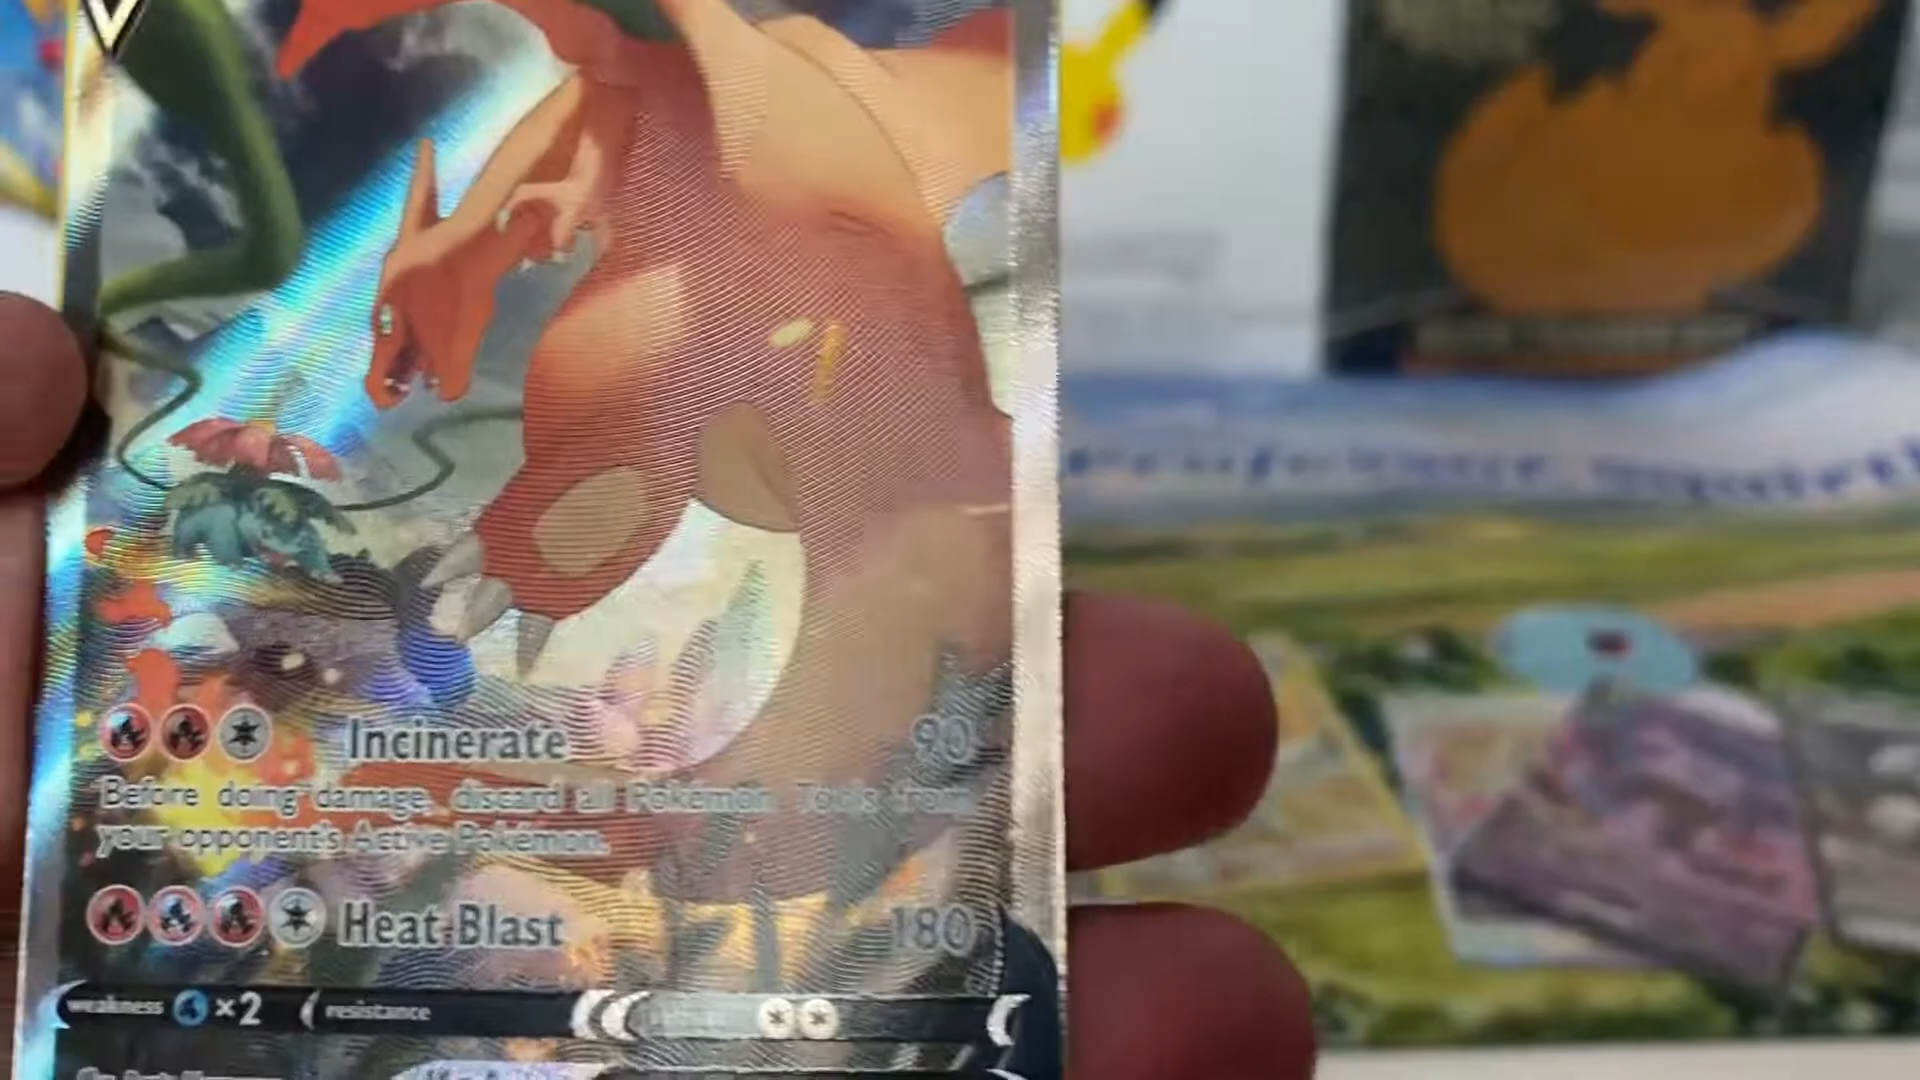 Incinerate 90
Before doing damage, discard all Pokémon Tools from
your opponent's Active Pokémon.
Heat Blast 180
weakness ×2 resistance